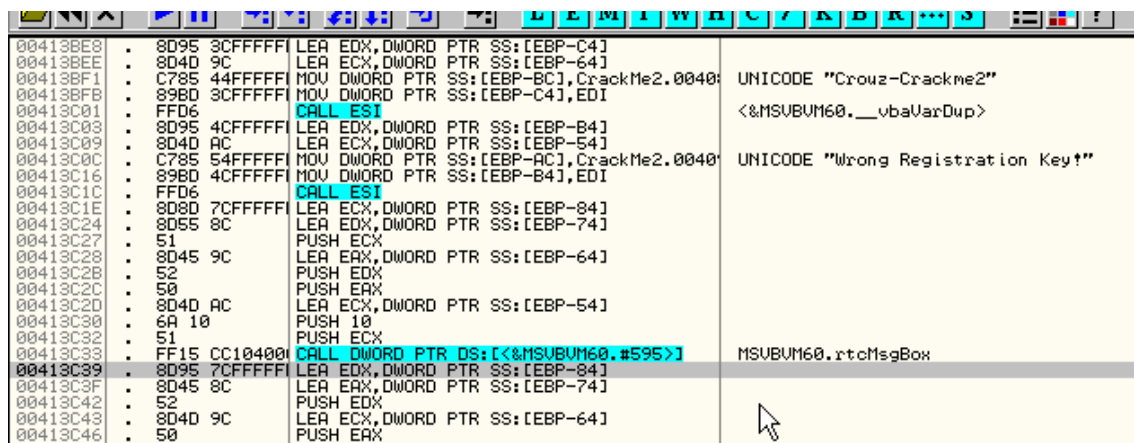 L E M T W H C / K B R ... S ?
00413BE8 . 8D95 3CFFFFFF LEA EDX,DWORD PTR SS:[EBP-C4]
00413BEE . 8D4D 9C LEA ECX,DWORD PTR SS:[EBP-64]
00413BF1 . C785 44FFFFFF MOV DWORD PTR SS:[EBP-BC],CrackMe2.0040 UNICODE "Crouz-Crackme2"
00413BFB . 89BD 3CFFFFFF MOV DWORD PTR SS:[EBP-C4],EDI
00413C01 . FFD6 CALL ESI <&MSVBVM60.__vbaVarDup>
00413C03 . 8D95 4CFFFFFF LEA EDX,DWORD PTR SS:[EBP-B4]
00413C09 . 8D4D AC LEA ECX,DWORD PTR SS:[EBP-54]
00413C0C . C785 54FFFFFF MOV DWORD PTR SS:[EBP-AC],CrackMe2.0040 UNICODE "Wrong Registration Key!"
00413C16 . 89BD 4CFFFFFF MOV DWORD PTR SS:[EBP-B4],EDI
00413C1C . FFD6 CALL ESI
00413C1E . 8D8D 7CFFFFFF LEA ECX,DWORD PTR SS:[EBP-84]
00413C24 . 8D55 8C LEA EDX,DWORD PTR SS:[EBP-74]
00413C27 . 51 PUSH ECX
00413C28 . 8D45 9C LEA EAX,DWORD PTR SS:[EBP-64]
00413C2B . 52 PUSH EDX
00413C2C . 50 PUSH EAX
00413C2D . 8D4D AC LEA ECX,DWORD PTR SS:[EBP-54]
00413C30 . 6A 10 PUSH 10
00413C32 . 51 PUSH ECX
00413C33 . FF15 CC104000 CALL DWORD PTR DS:[<&MSVBVM60.#595>] MSVBVM60.rtcMsgBox
00413C39 . 8D95 7CFFFFFF LEA EDX,DWORD PTR SS:[EBP-84]
00413C3F . 8D45 8C LEA EAX,DWORD PTR SS:[EBP-74]
00413C42 . 52 PUSH EDX
00413C43 . 8D4D 9C LEA ECX,DWORD PTR SS:[EBP-64]
00413C46 . 50 PUSH EAX